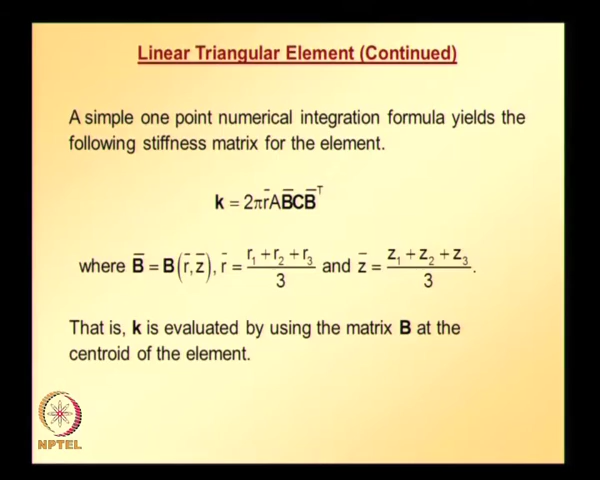 Linear Triangular Element (Continued)
A simple one point numerical integration formula yields the
following stiffness matrix for the element.
k = 2πr̄AB̄CB̄ᵀ
where B̄ = B(r̄,z̄), r̄ = (r₁ + r₂ + r₃)/3 and z̄ = (z₁ + z₂ + z₃)/3.
That is, k is evaluated by using the matrix B at the
centroid of the element.
NPTEL